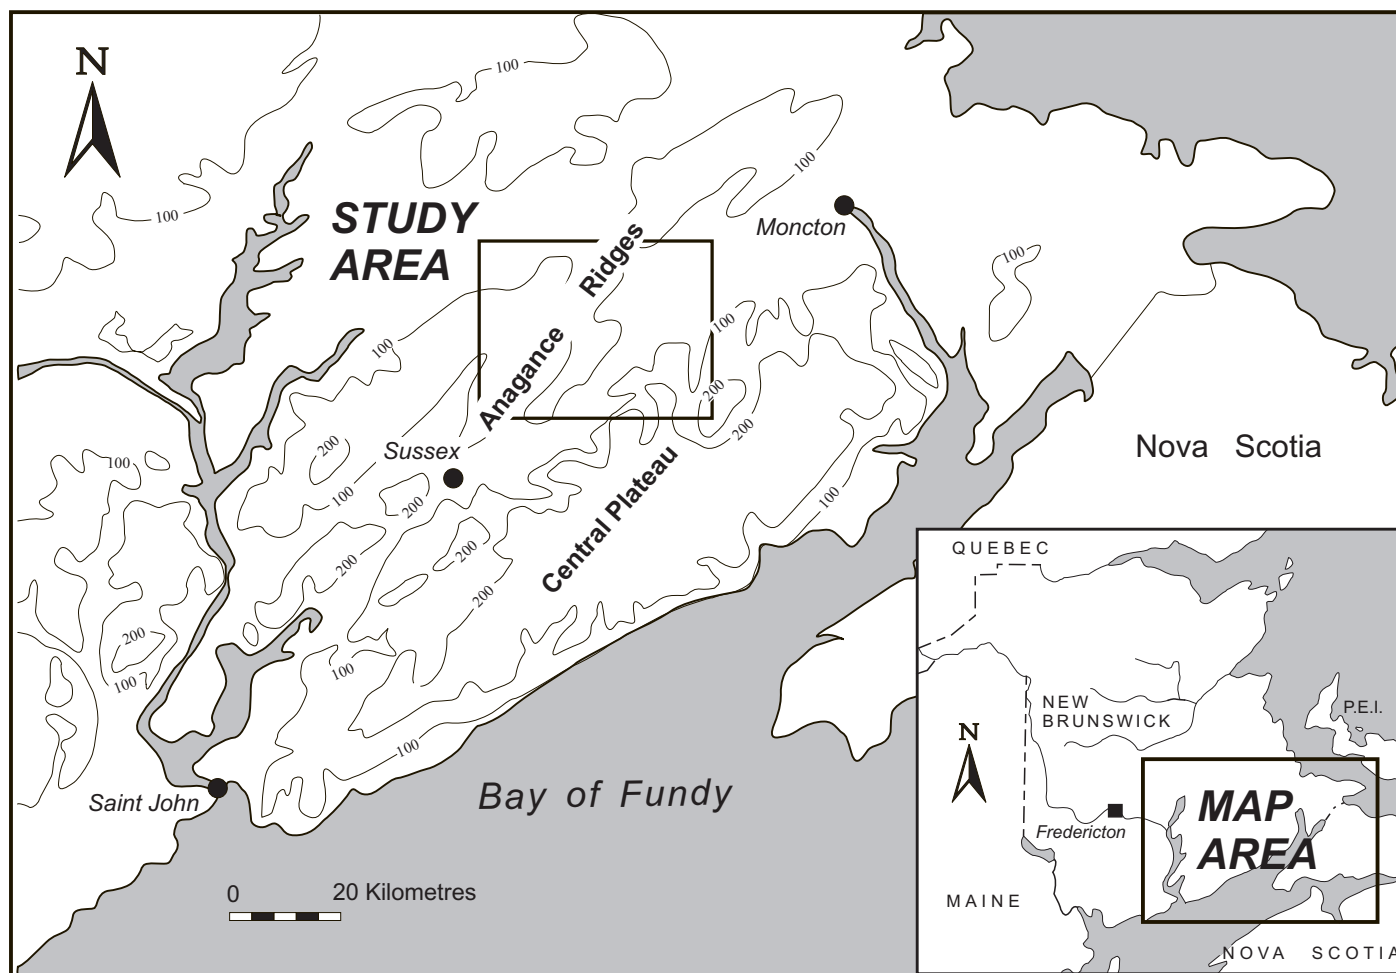 N
100
100
100
STUDY
AREA
Moncton
Ridges
100
100
100
Anagance
200
200
Sussex
200
100
100
200
Central Plateau
100
200
200
200
200
100
100
100
Saint John
Bay of Fundy
0 20 Kilometres
Nova Scotia
QUEBEC
N
NEW
BRUNSWICK
P.E.I.
MAP
AREA
Fredericton
MAINE
NOVA SCOTIA